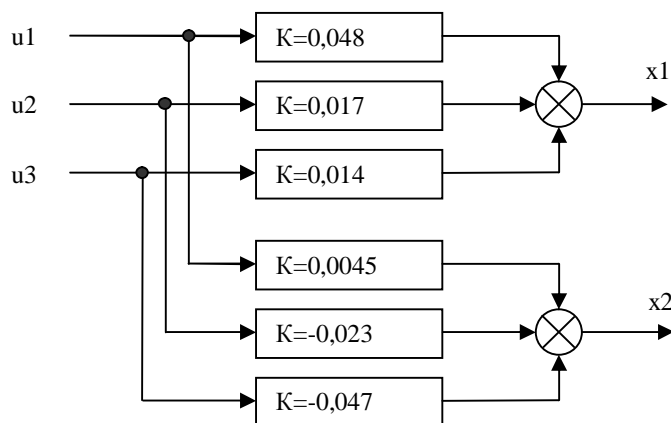 u1
K=0,048
x1
u2
K=0,017
u3
K=0,014
K=0,0045
x2
K=-0,023
K=-0,047